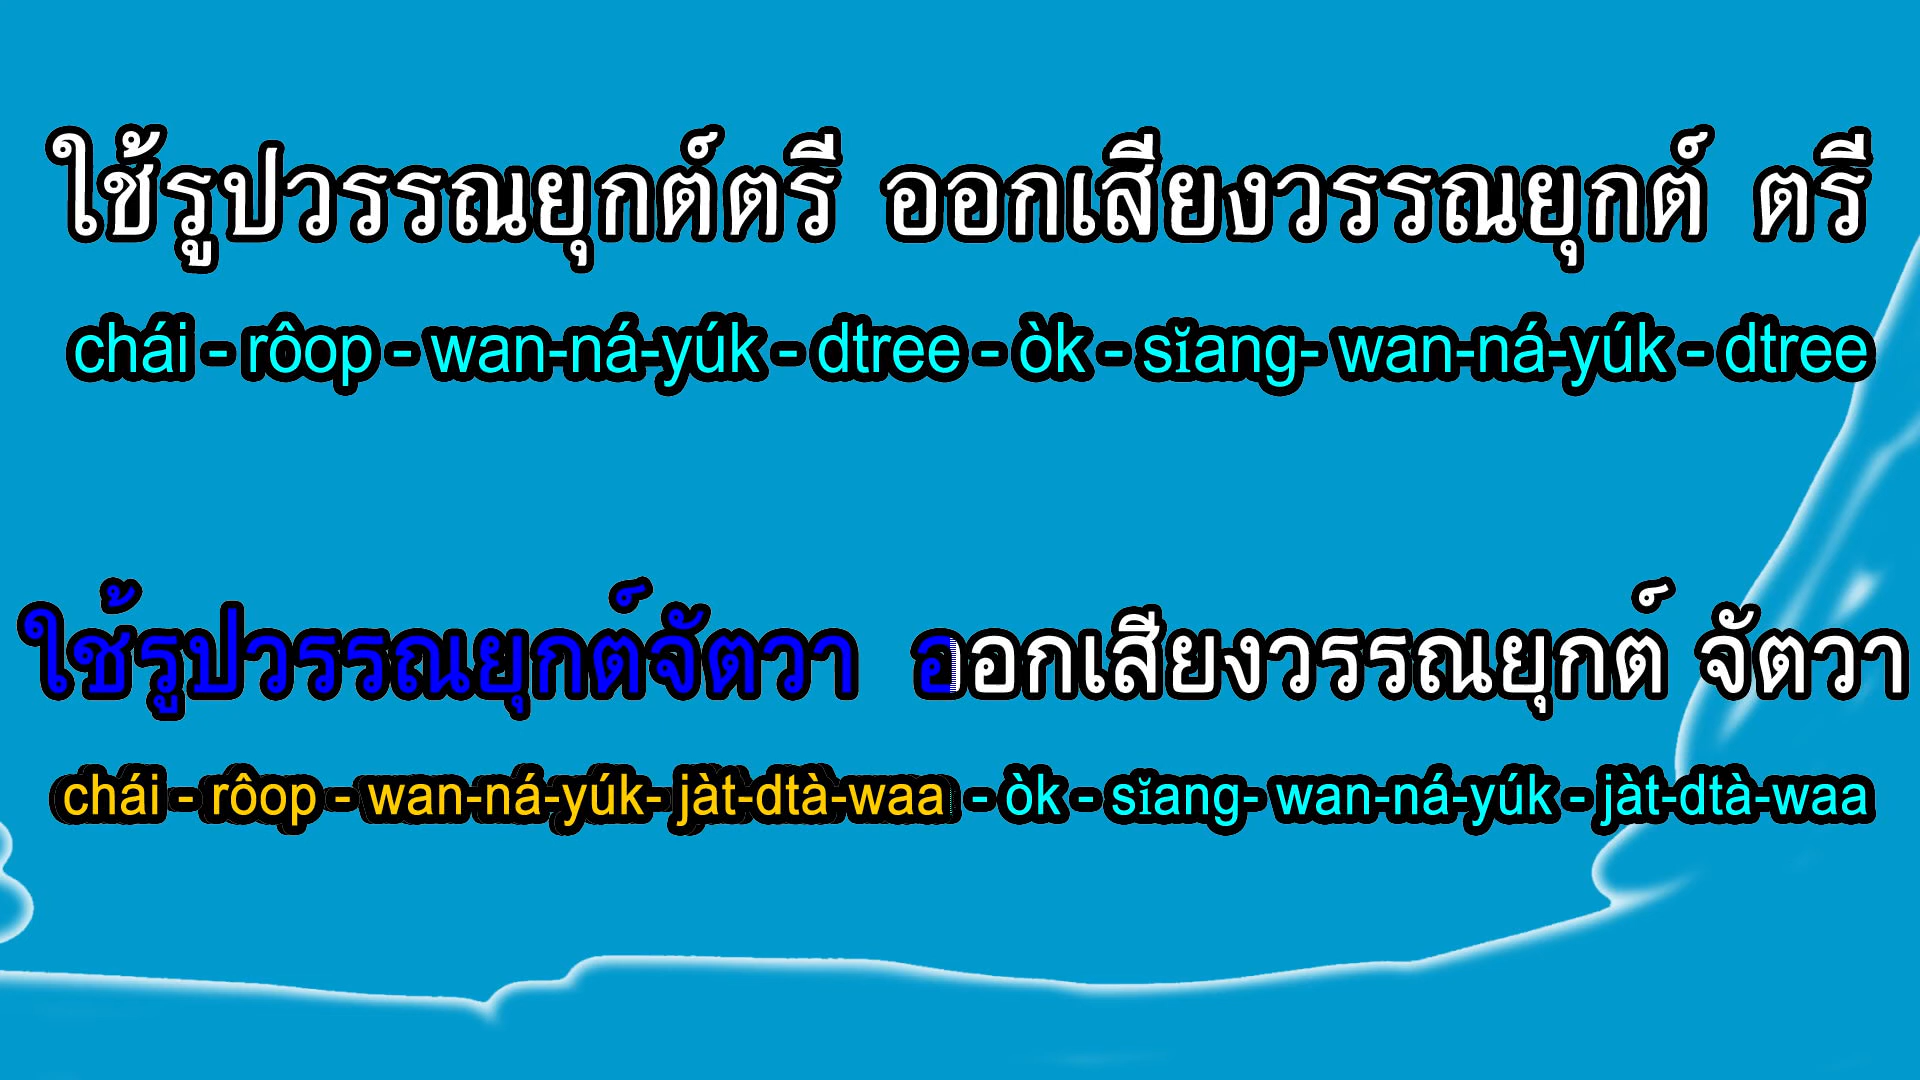 ใช้รูปวรรณยุกต์ตรี ออกเสียงวรรณยุกต์ ตรี
chái - rôop - wan-ná-yúk - dtree - òk - sĭang- wan-ná-yúk - dtree
ใช้รูปวรรณยุกต์จัตวา ออกเสียงวรรณยุกต์ จัตวา
chái - rôop - wan-ná-yúk- jàt-dtà-waa - òk - sĭang- wan-ná-yúk - jàt-dtà-waa